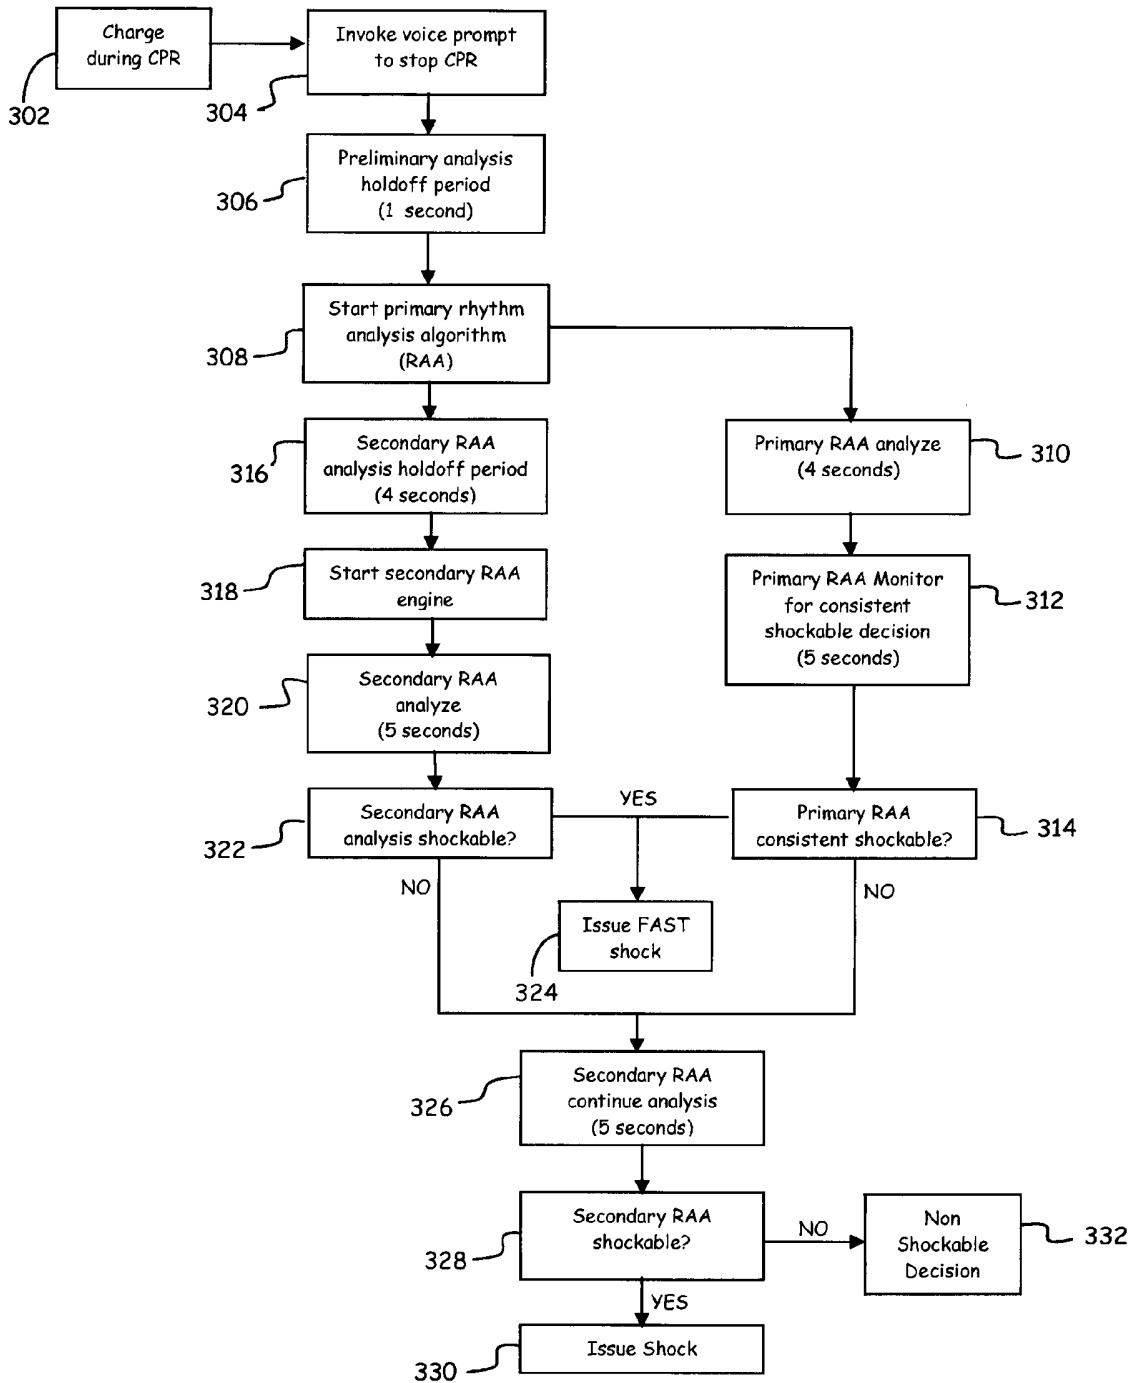 Charge
during CPR
302
Invoke voice prompt
to stop CPR
304
Preliminary analysis
holdoff period
(1 second)
306
Start primary rhythm
analysis algorithm
(RAA)
308
Secondary RAA
analysis holdoff period
(4 seconds)
316
Primary RAA analyze
(4 seconds)
310
Start secondary RAA
engine
318
Primary RAA Monitor
for consistent
shockable decision
(5 seconds)
312
Secondary RAA
analyze
(5 seconds)
320
Secondary RAA
analysis shockable?
322
YES
Primary RAA
consistent shockable?
314
NO
NO
Issue FAST
shock
324
Secondary RAA
continue analysis
(5 seconds)
326
Secondary RAA
shockable?
328
NO
Non
Shockable
Decision
332
YES
Issue Shock
330